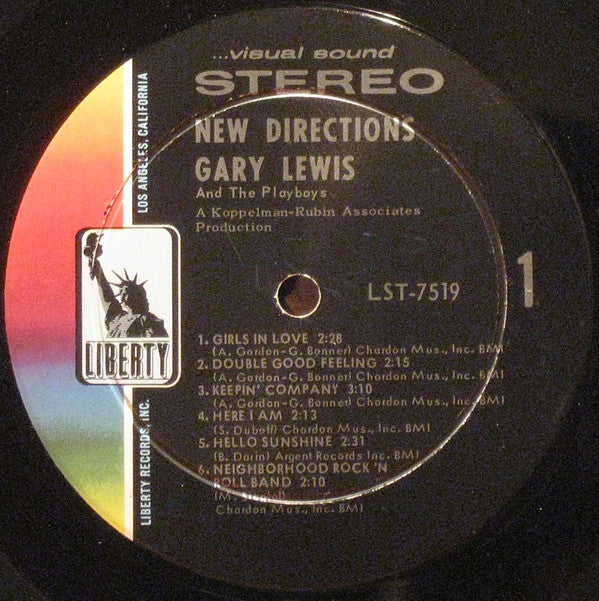 ...visual sound
STEREO
NEW DIRECTIONS
GARY LEWIS
And The Playboys
A Koppelman-Rubin Associates
Production
LST-7519
1
1. GIRLS IN LOVE 2:28
(A. Gordon-G. Bonner) Chardon Mus., Inc. BMI
2. DOUBLE GOOD FEELING 2:15
(A. Gordon-G. Bonner) Chardon Mus., Inc. BMI
3. KEEPIN' COMPANY 3:10
(A. Gordon-G. Bonner) Chardon Mus., Inc. BMI
4. HERE I AM 2:13
(S. Duboff) Chardon Mus., Inc. BMI
5. HELLO SUNSHINE 2:31
(B. Darin) Argent Records Inc. BMI
6. NEIGHBORHOOD ROCK 'N
ROLL BAND 2:10
(M.
Chardon Mus., Inc. BMI
LIBERTY
LIBERTY RECORDS, INC.
LOS ANGELES, CALIFORNIA